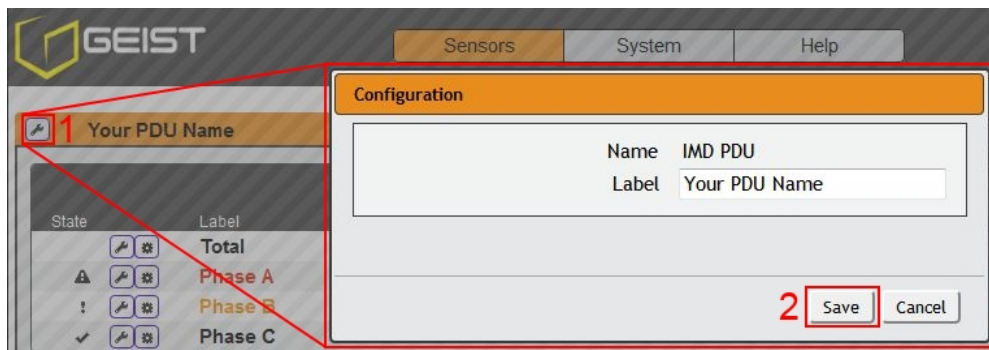 GEIST
Sensors System Help
Configuration
1 Your PDU Name
Name IMD PDU
Label Your PDU Name
State Label
Total
Phase A
Phase B
Phase C
2 Save Cancel